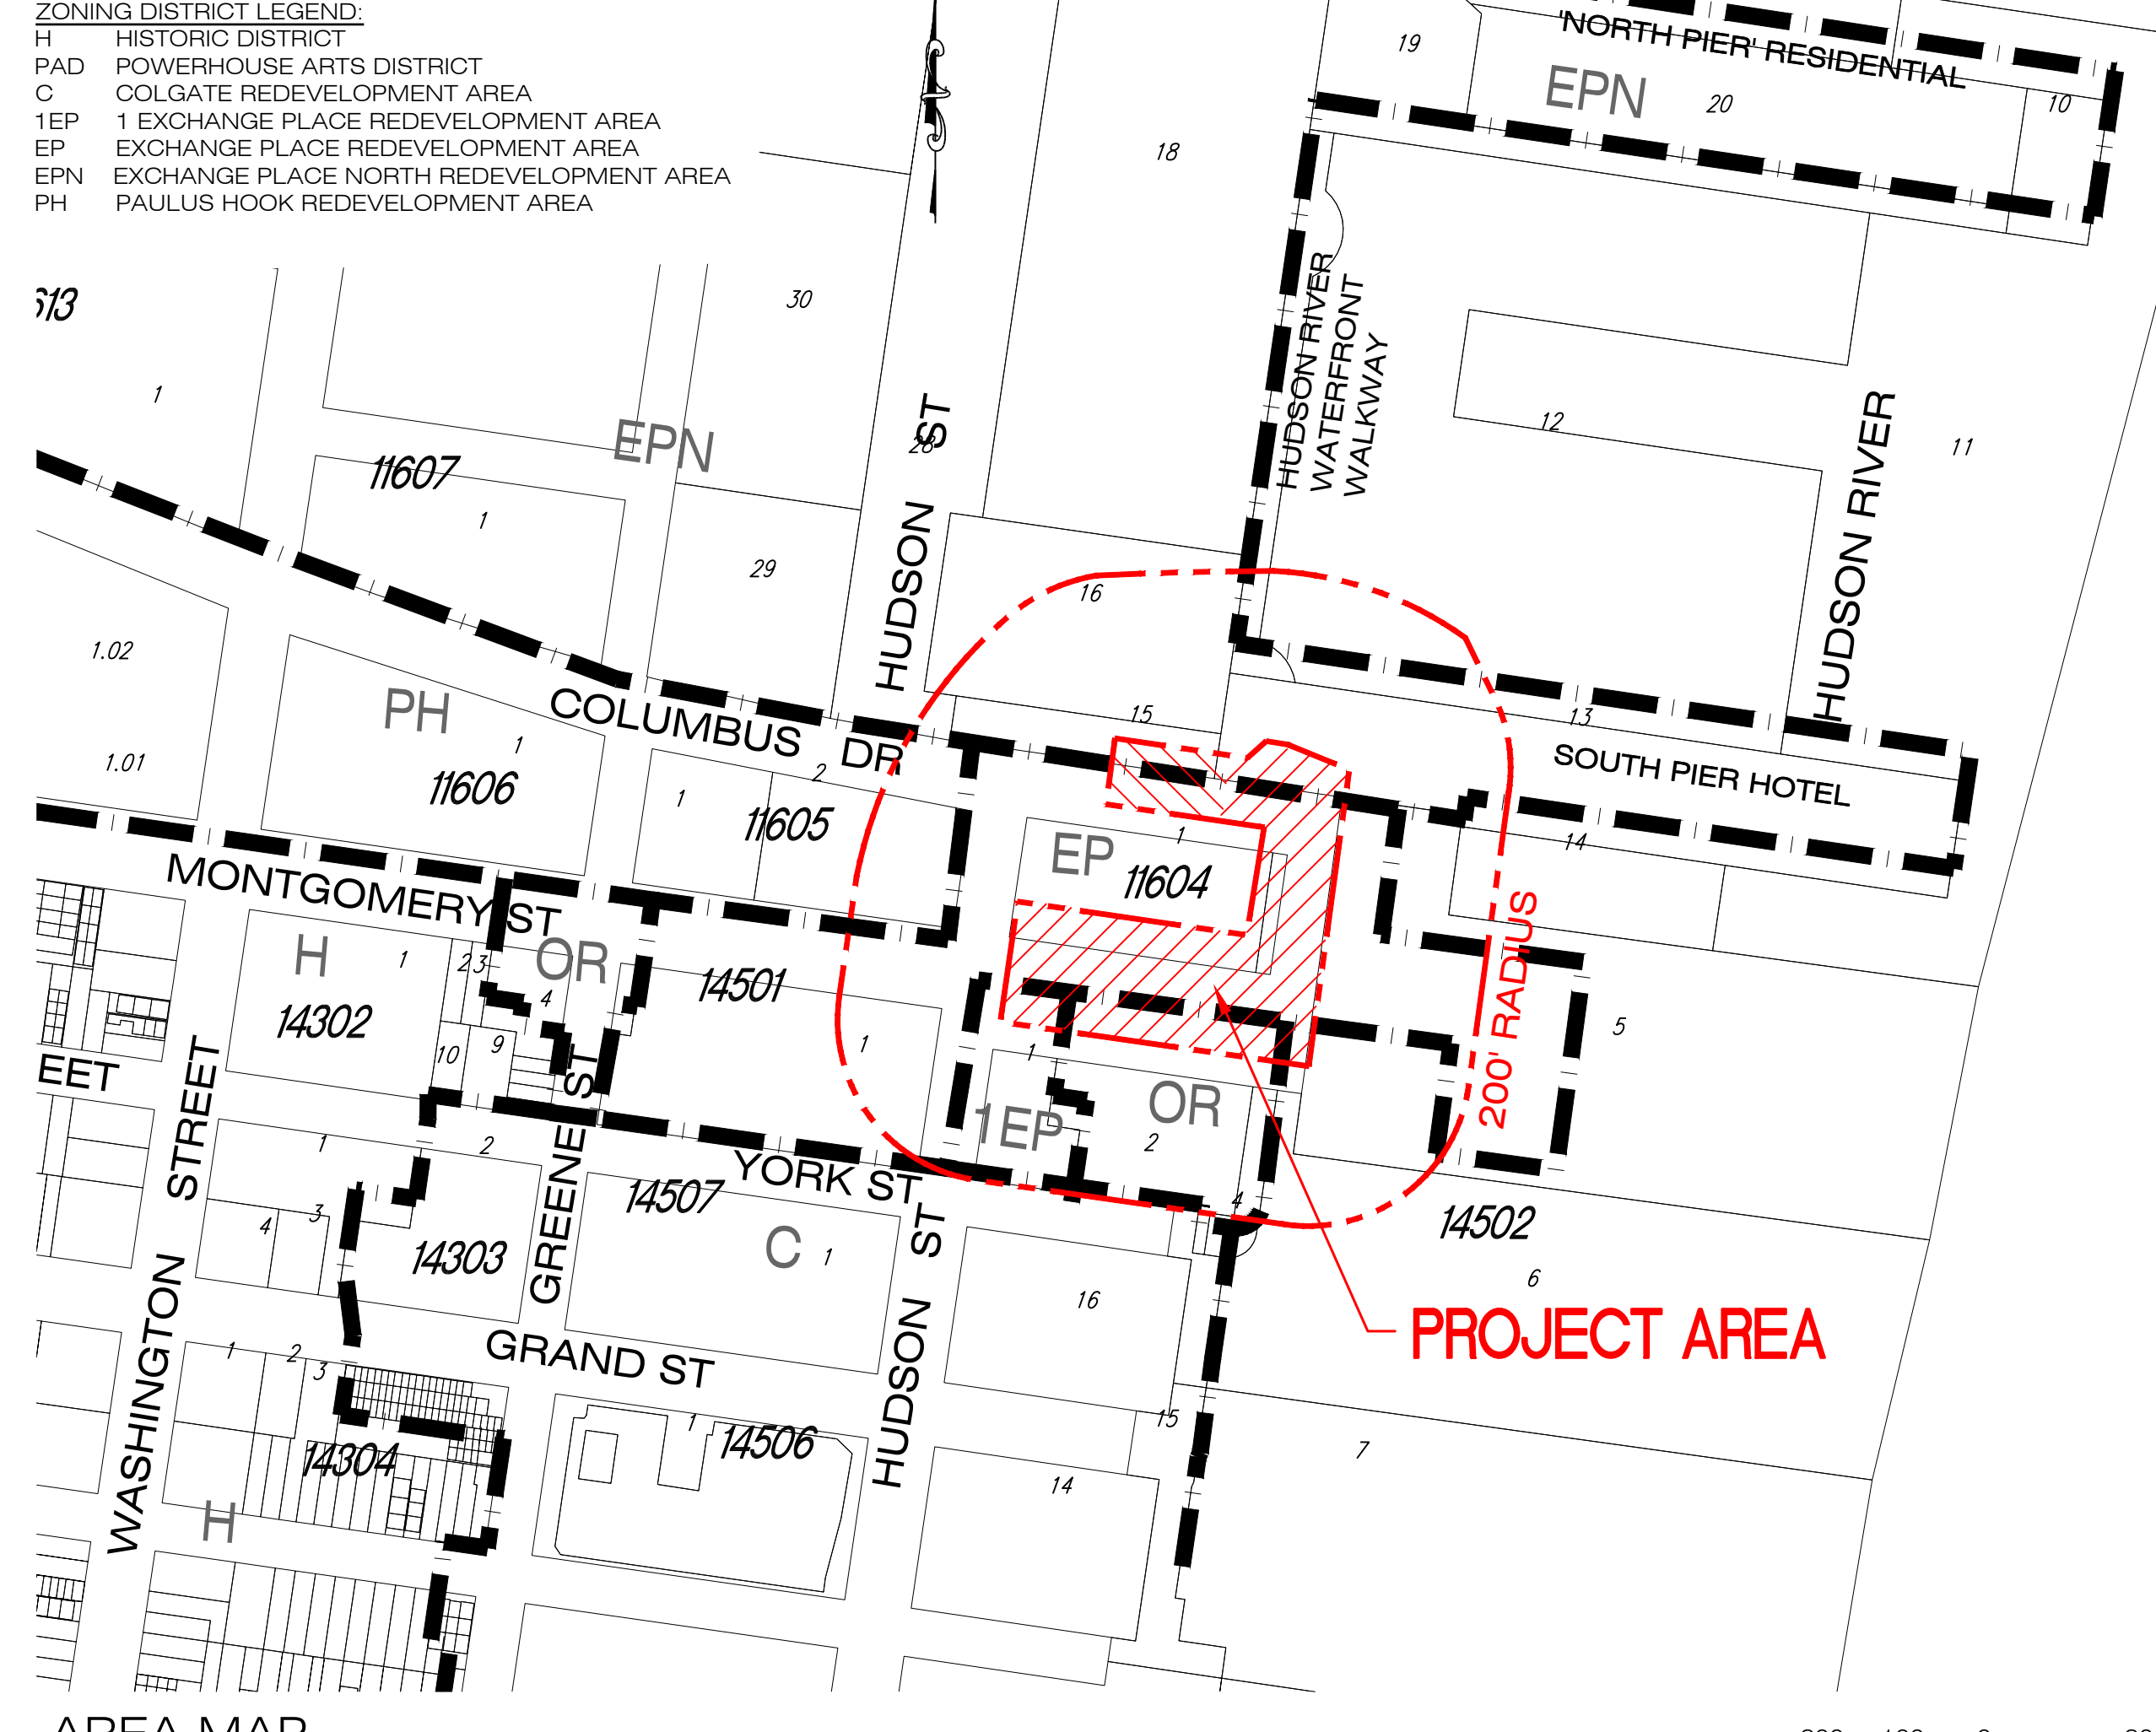 ZONING DISTRICT LEGEND:
H HISTORIC DISTRICT
PAD POWERHOUSE ARTS DISTRICT
C COLGATE REDEVELOPMENT AREA
1EP 1 EXCHANGE PLACE REDEVELOPMENT AREA
EP EXCHANGE PLACE REDEVELOPMENT AREA
EPN EXCHANGE PLACE NORTH REDEVELOPMENT AREA
PH PAULUS HOOK REDEVELOPMENT AREA
'NORTH PIER' RESIDENTIAL
EPN
19
20
10
18
30
613
1
HUDSON RIVER
WATERFRONT
WALKWAY
12
11
HUDSON RIVER
EPN
11607
1
28
HUDSON ST
29
16
1.02
1.01
PH
1
11606
COLUMBUS DR
15
13
SOUTH PIER HOTEL
1
2
11605
EP
1
11604
14
MONTGOMERY ST
H
1
2
3
OR
4
14302
10
9
14501
1
5
200' RADIUS
EET
WASHINGTON STREET
GREENE ST
1
1EP
OR
2
4
YORK ST
1
2
3
4
14303
14507
C
1
HUDSON ST
14502
6
16
PROJECT AREA
GRAND ST
1
2
3
14304
H
1
14506
15
14
7
AREA MAP